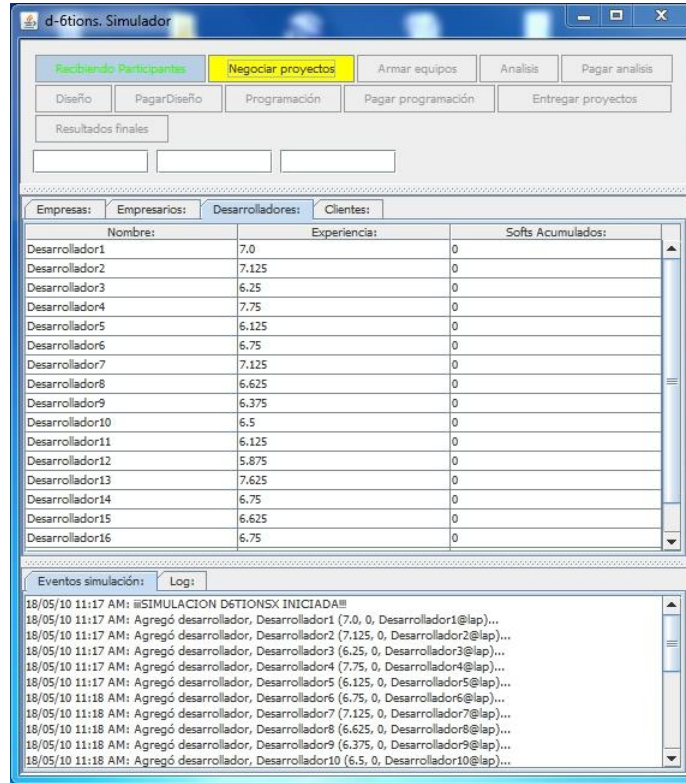 d-6tions. Simulador
Recibiendo Participantes Negociar proyectos Armar equipos Analisis Pagar analisis
Diseño PagarDiseño Programación Pagar programación Entregar proyectos
Resultados finales
Empresas: Empresarios: Desarrolladores: Clientes:
Nombre: Experiencia: Softs Acumulados:
Desarrollador1 7.0 0
Desarrollador2 7.125 0
Desarrollador3 6.25 0
Desarrollador4 7.75 0
Desarrollador5 6.125 0
Desarrollador6 6.75 0
Desarrollador7 7.125 0
Desarrollador8 6.625 0
Desarrollador9 6.375 0
Desarrollador10 6.5 0
Desarrollador11 6.125 0
Desarrollador12 5.875 0
Desarrollador13 7.625 0
Desarrollador14 6.75 0
Desarrollador15 6.625 0
Desarrollador16 6.75 0
Eventos simulación: Log:
18/05/10 11:17 AM: ¡¡¡SIMULACION D6TIONSX INICIADA!!!
18/05/10 11:17 AM: Agregó desarrollador, Desarrollador1 (7.0, 0, Desarrollador1@lap)...
18/05/10 11:17 AM: Agregó desarrollador, Desarrollador2 (7.125, 0, Desarrollador2@lap)...
18/05/10 11:17 AM: Agregó desarrollador, Desarrollador3 (6.25, 0, Desarrollador3@lap)...
18/05/10 11:17 AM: Agregó desarrollador, Desarrollador4 (7.75, 0, Desarrollador4@lap)...
18/05/10 11:17 AM: Agregó desarrollador, Desarrollador5 (6.125, 0, Desarrollador5@lap)...
18/05/10 11:18 AM: Agregó desarrollador, Desarrollador6 (6.75, 0, Desarrollador6@lap)...
18/05/10 11:18 AM: Agregó desarrollador, Desarrollador7 (7.125, 0, Desarrollador7@lap)...
18/05/10 11:18 AM: Agregó desarrollador, Desarrollador8 (6.625, 0, Desarrollador8@lap)...
18/05/10 11:18 AM: Agregó desarrollador, Desarrollador9 (6.375, 0, Desarrollador9@lap)...
18/05/10 11:18 AM: Agregó desarrollador, Desarrollador10 (6.5, 0, Desarrollador10@lap)...